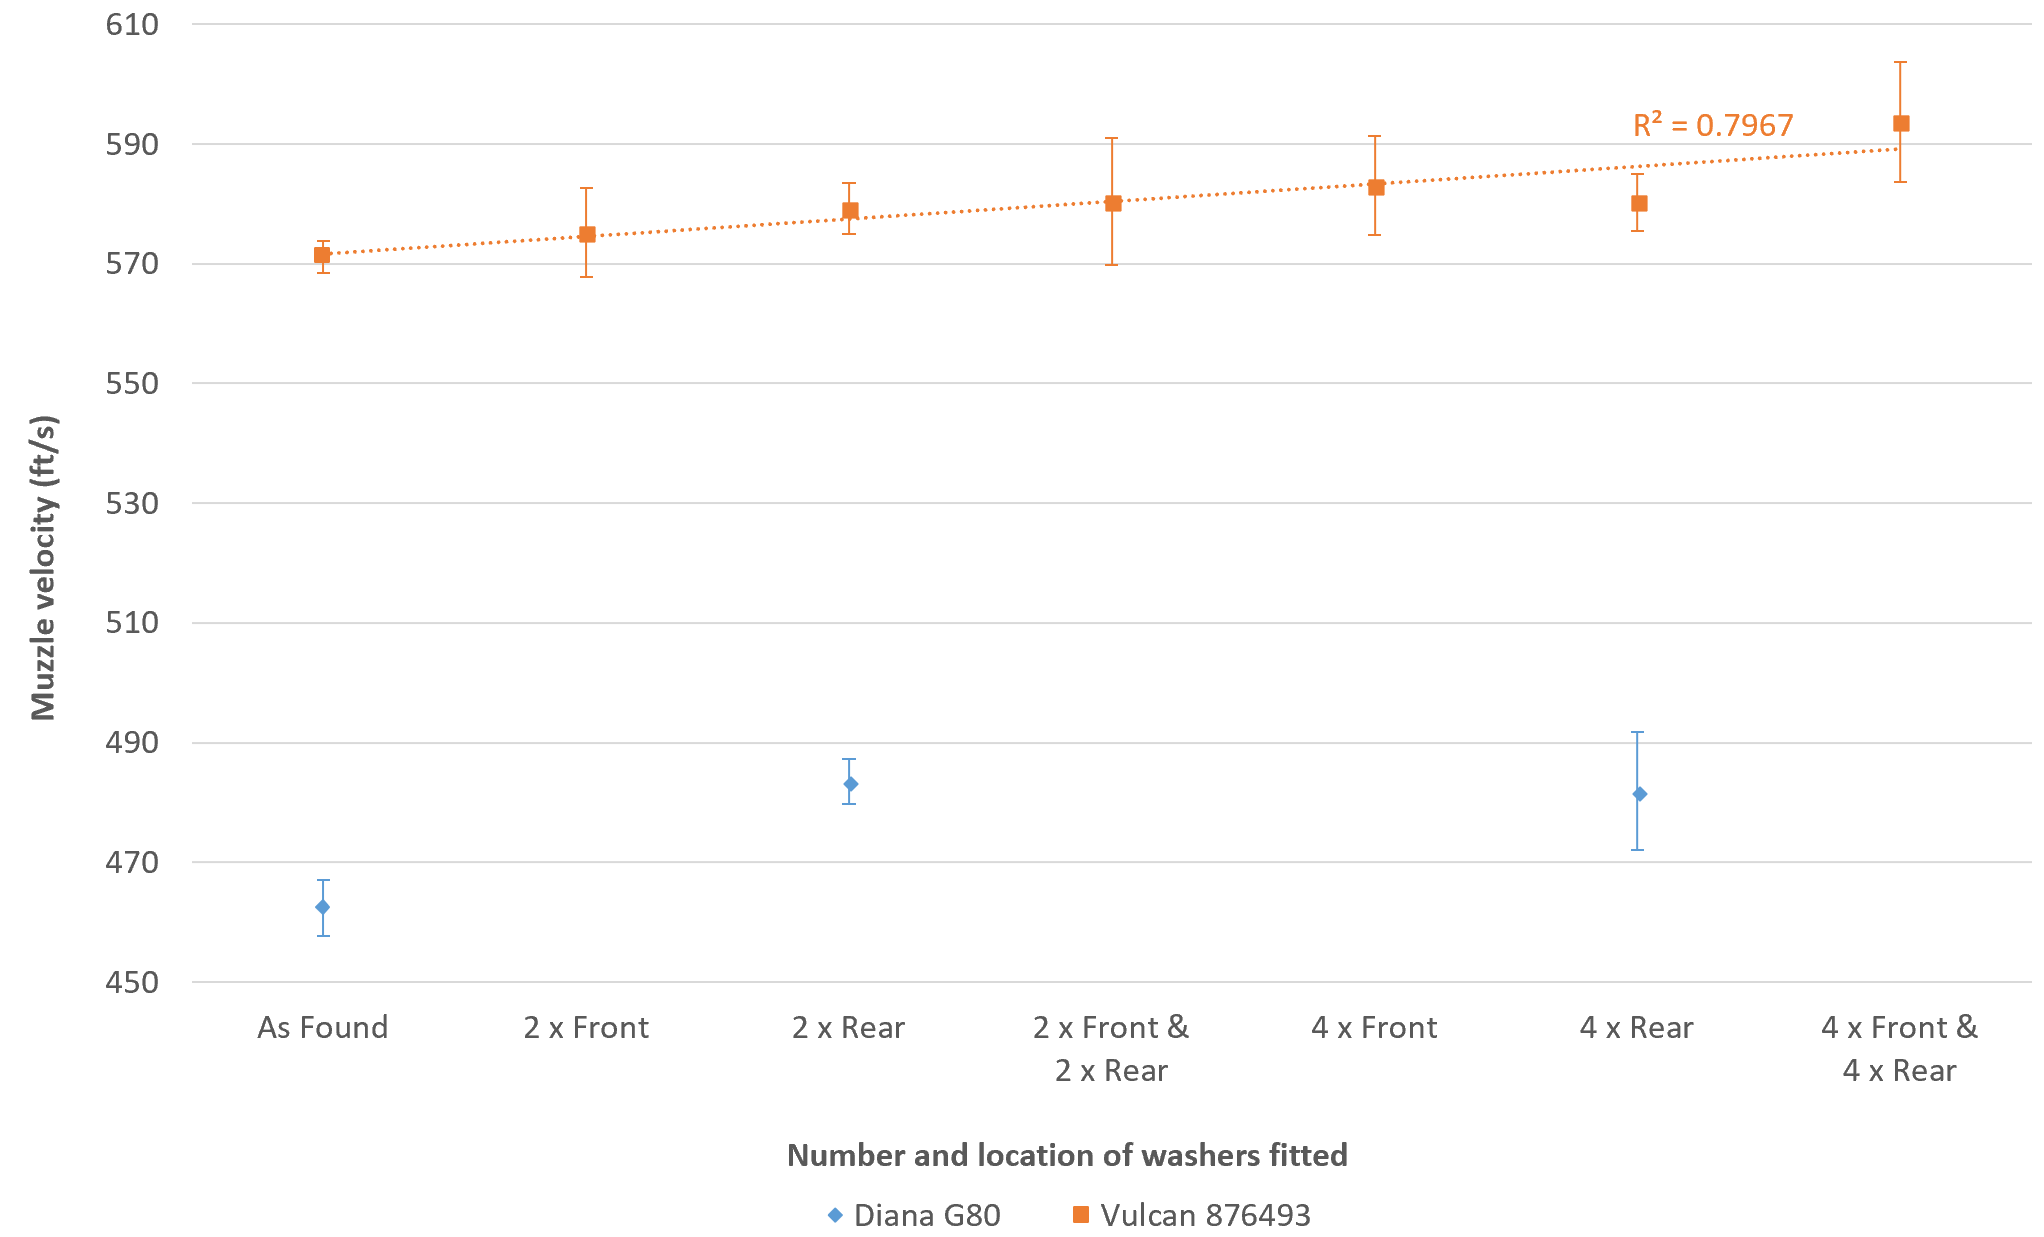 610
590
570
550
530
510
490
470
450
Muzzle velocity (ft/s)
R² = 0.7967
As Found
2 x Front
2 x Rear
2 x Front &
2 x Rear
4 x Front
4 x Rear
4 x Front &
4 x Rear
Number and location of washers fitted
Diana G80
Vulcan 876493